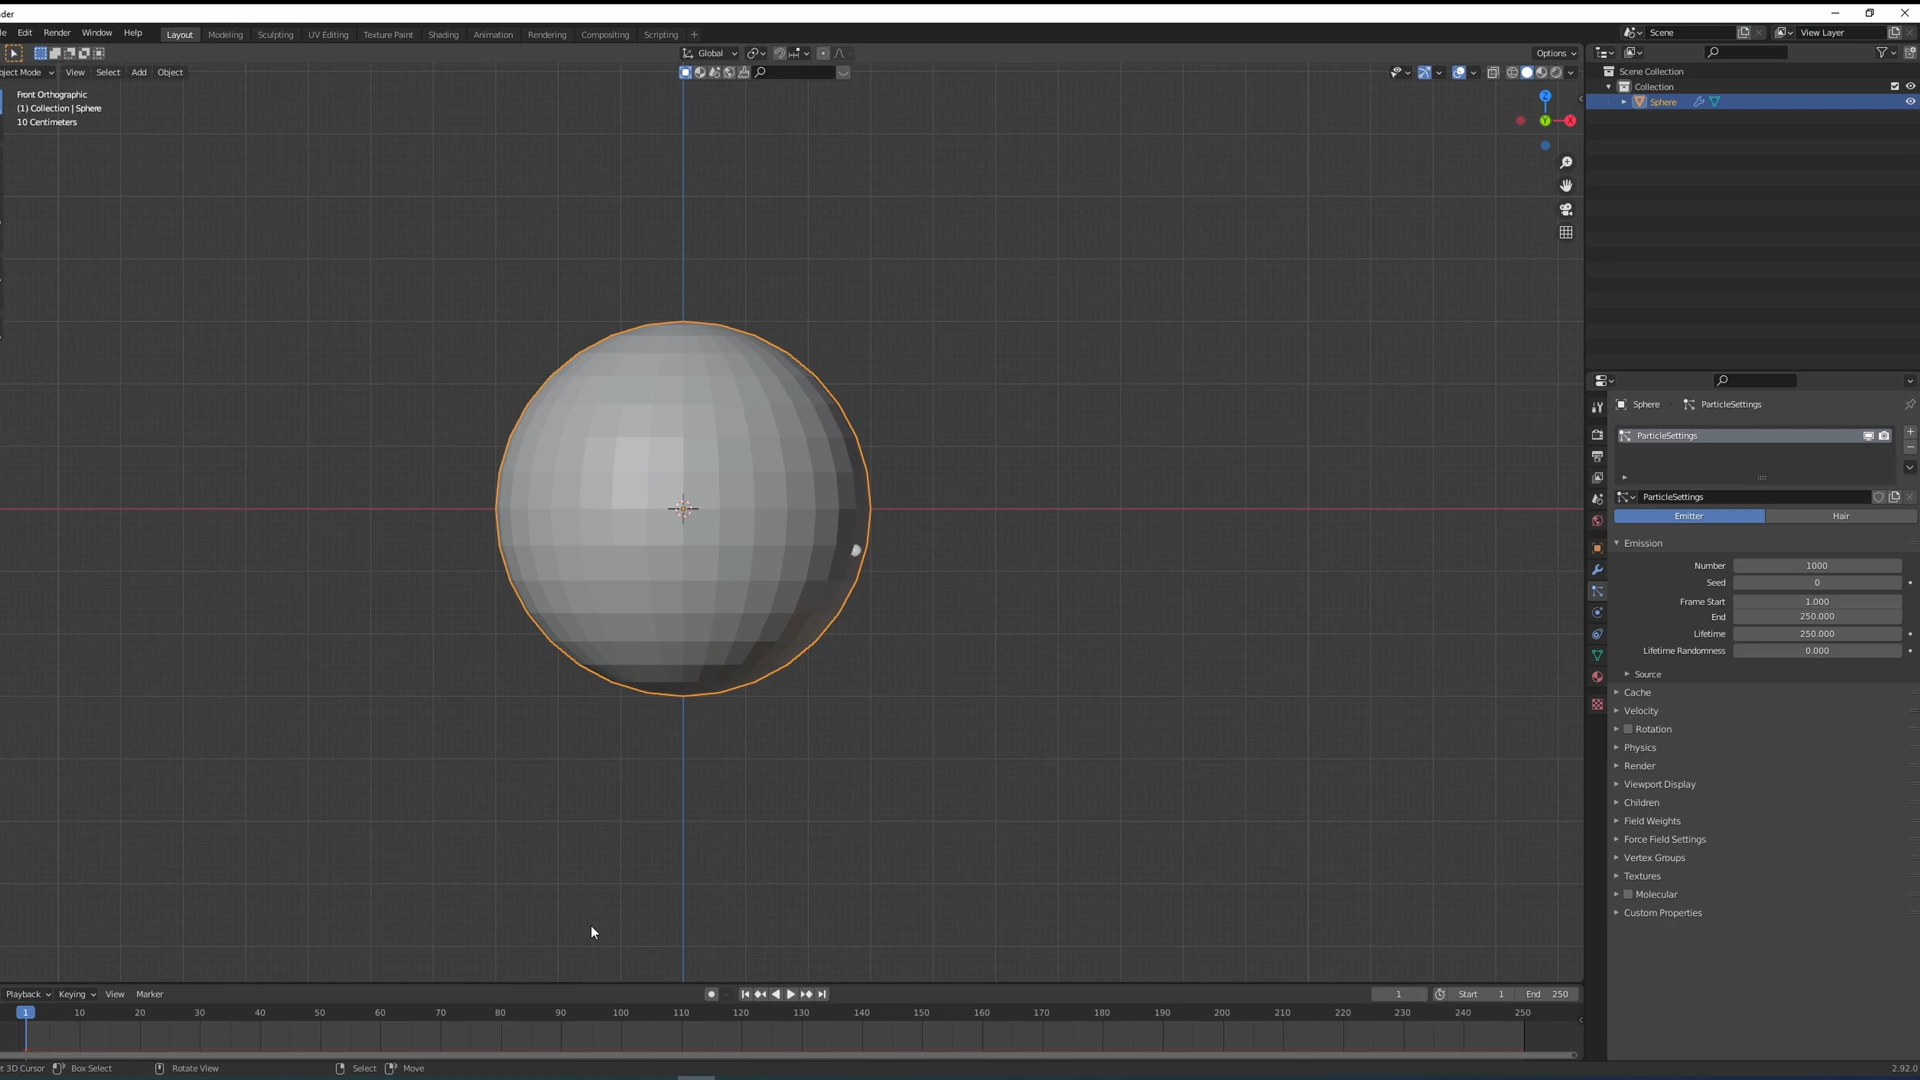 der
le Edit Render Window Help Layout Modeling Sculpting UV Editing Texture Paint Shading Animation Rendering Compositing Scripting + Scene View Layer
Global Options
bject Mode View Select Add Object
Scene Collection
Collection
Sphere
Front Orthographic
(1) Collection | Sphere
10 Centimeters
Z
Y
X
Sphere ParticleSettings
ParticleSettings
ParticleSettings
Emitter Hair
Emission
Number 1000
Seed 0
Frame Start 1.000
End 250.000
Lifetime 250.000
Lifetime Randomness 0.000
Source
Cache
Velocity
Rotation
Physics
Render
Viewport Display
Children
Field Weights
Force Field Settings
Vertex Groups
Textures
Molecular
Custom Properties
Playback Keying View Marker 1 Start 1 End 250
1 10 20 30 40 50 60 70 80 90 100 110 120 130 140 150 160 170 180 190 200 210 220 230 240 250
t 3D Cursor Box Select Rotate View Select Move 2.92.0